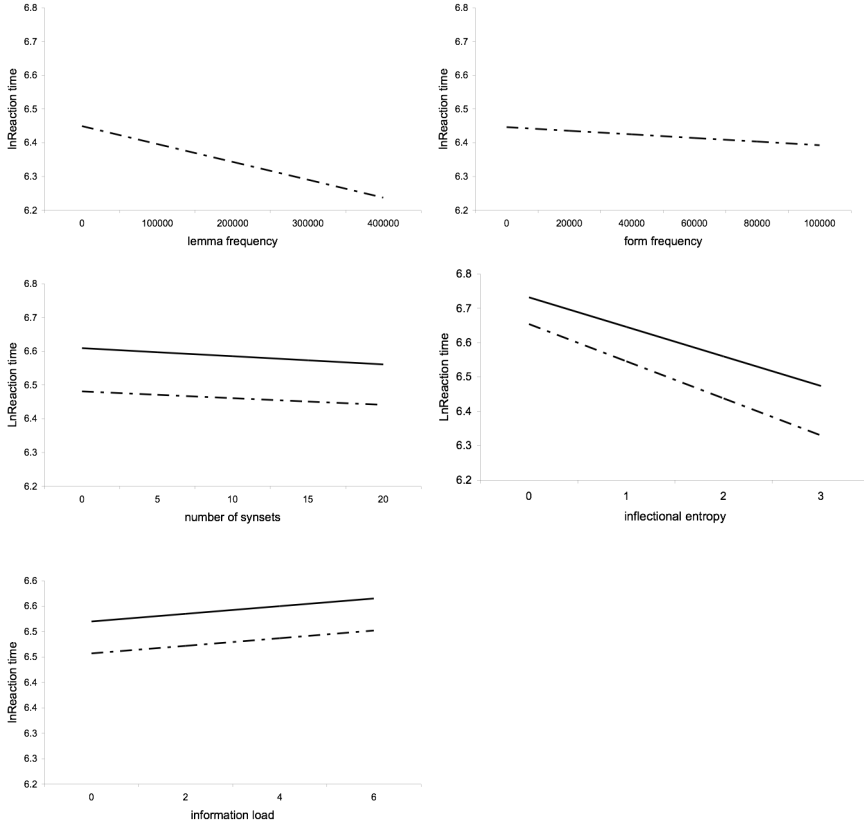 6.8
6.7
6.6
6.5
6.4
6.3
6.2
lnReaction time
0 100000 200000 300000 400000
lemma frequency
6.8
6.7
6.6
6.5
6.4
6.3
6.2
lnReaction time
0 20000 40000 60000 80000 100000
form frequency
6.8
6.7
6.6
6.5
6.4
6.3
6.2
LnReaction time
0 5 10 15 20
number of synsets
6.8
6.7
6.6
6.5
6.4
6.3
6.2
LnReaction time
0 1 2 3
inflectional entropy
6.6
6.6
6.5
6.5
6.4
6.4
6.3
6.3
6.2
lnReaction time
0 2 4 6
information load